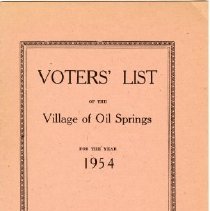 VOTERS' LIST
OF THE
Village of Oil Springs
FOR THE YEAR
1954